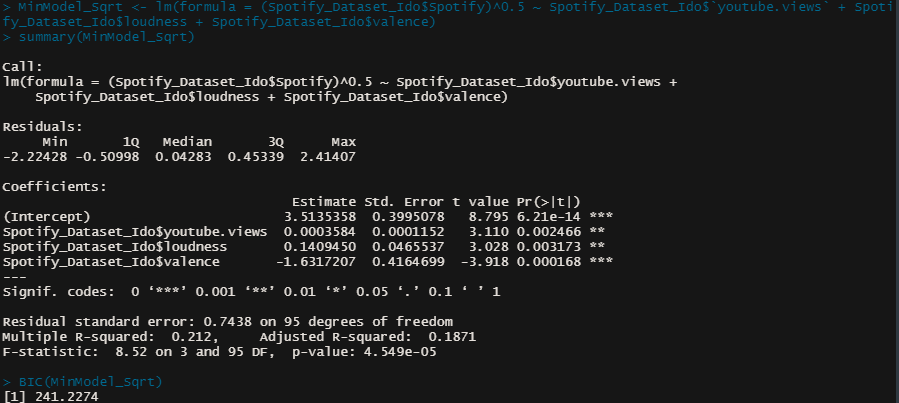 > MinModel_Sqrt <- lm(formula = (Spotify_Dataset_Ido$Spotify)^0.5 ~ Spotify_Dataset_Ido$`youtube.views` + Spoti
fy_Dataset_Ido$loudness + Spotify_Dataset_Ido$valence)
> summary(MinModel_Sqrt)
Call:
lm(formula = (Spotify_Dataset_Ido$Spotify)^0.5 ~ Spotify_Dataset_Ido$youtube.views +
    Spotify_Dataset_Ido$loudness + Spotify_Dataset_Ido$valence)
Residuals:
     Min       1Q   Median       3Q      Max
-2.22428 -0.50998  0.04283  0.45339  2.41407
Coefficients:
                                    Estimate Std. Error t value Pr(>|t|)
(Intercept)                        3.5135358  0.3995078   8.795 6.21e-14 ***
Spotify_Dataset_Ido$youtube.views  0.0003584  0.0001152   3.110 0.002466 **
Spotify_Dataset_Ido$loudness       0.1409450  0.0465537   3.028 0.003173 **
Spotify_Dataset_Ido$valence       -1.6317207  0.4164699  -3.918 0.000168 ***
---
Signif. codes:  0 ‘***’ 0.001 ‘**’ 0.01 ‘*’ 0.05 ‘.’ 0.1 ‘ ’ 1
Residual standard error: 0.7438 on 95 degrees of freedom
Multiple R-squared:  0.212,	Adjusted R-squared:  0.1871
F-statistic:  8.52 on 3 and 95 DF,  p-value: 4.549e-05
> BIC(MinModel_Sqrt)
[1] 241.2274